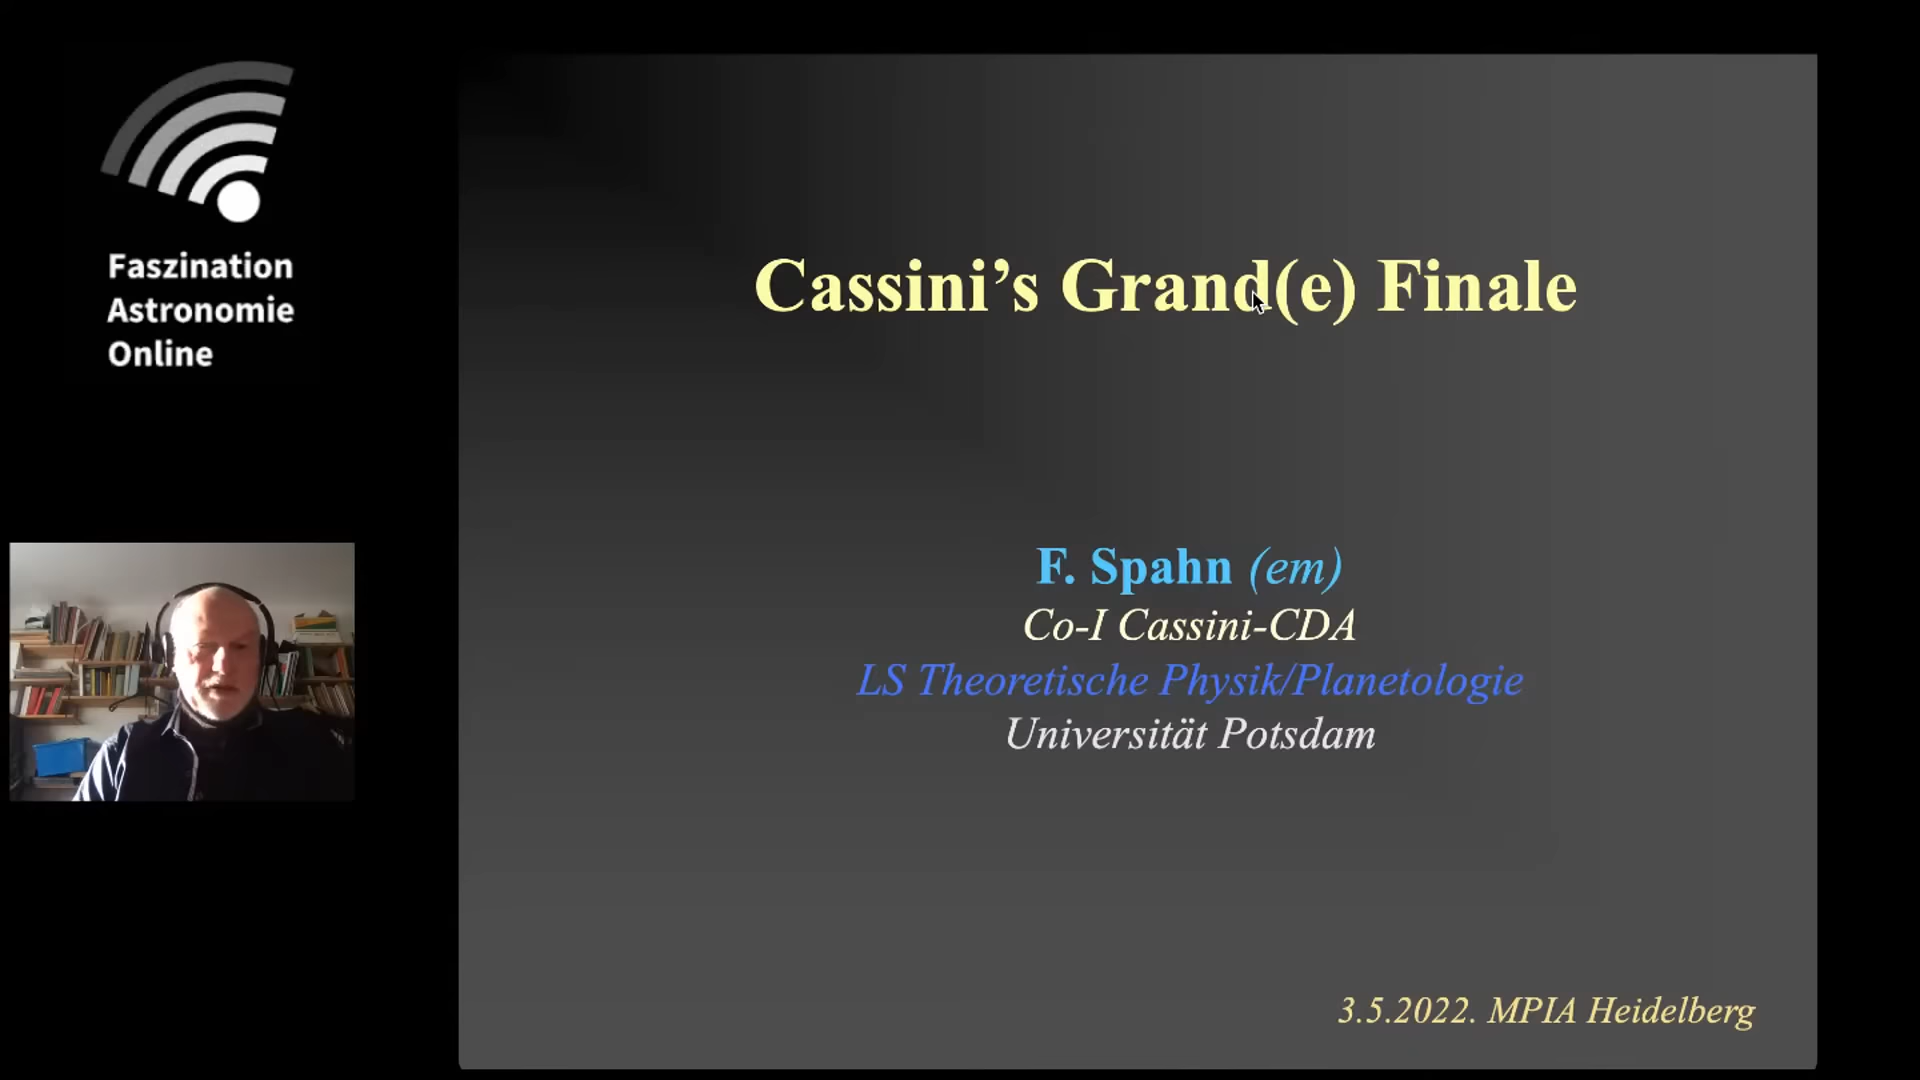 Faszination
Astronomie
Online
Cassini’s Grand(e) Finale
F. Spahn (em)
Co-I Cassini-CDA
LS Theoretische Physik/Planetologie
Universität Potsdam
3.5.2022. MPIA Heidelberg